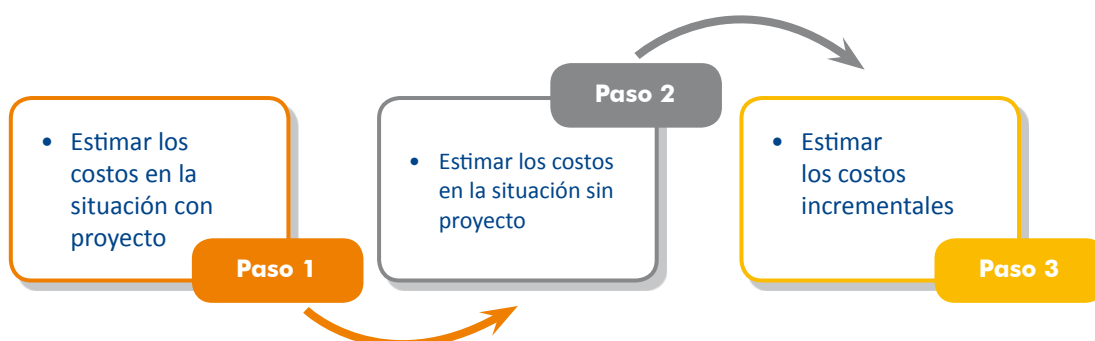 • Estimar los
costos en la
situación con
proyecto
Paso 1
Paso 2
• Estimar los costos
en la situación sin
proyecto
• Estimar
los costos
incrementales
Paso 3